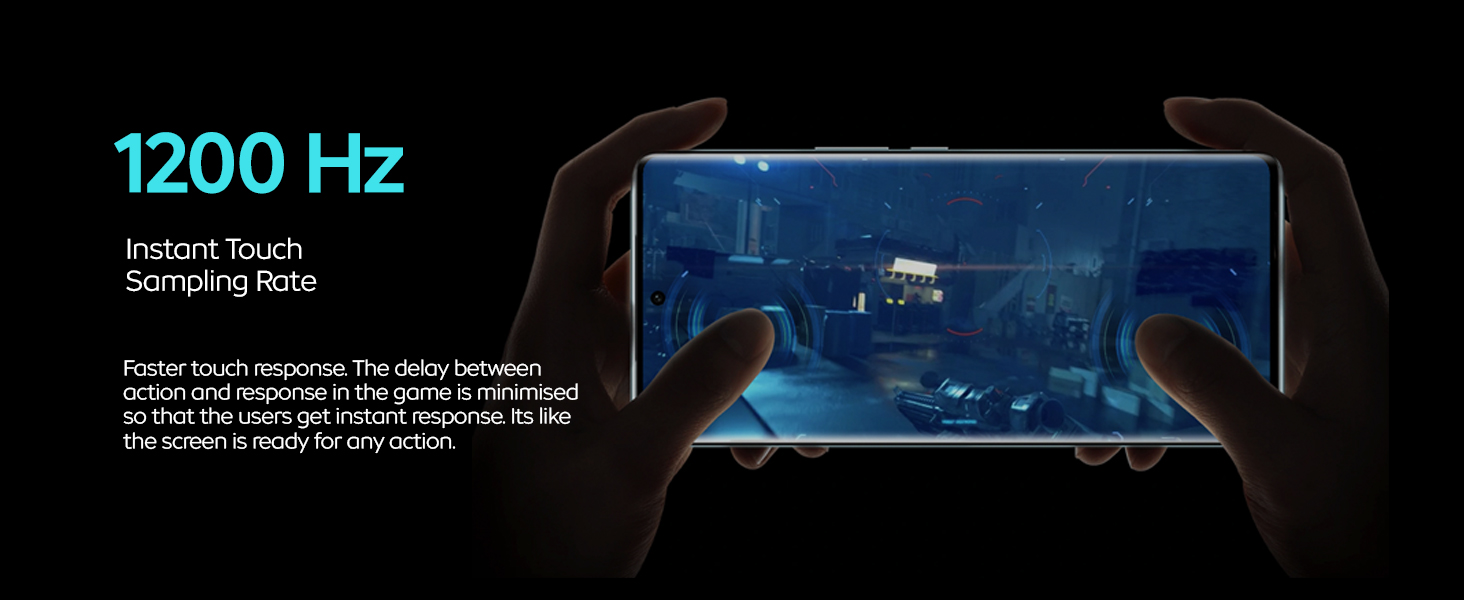 1200 Hz
Instant Touch
Sampling Rate
Faster touch response. The delay between
action and response in the game is minimised
so that the users get instant response. Its like
the screen is ready for any action.